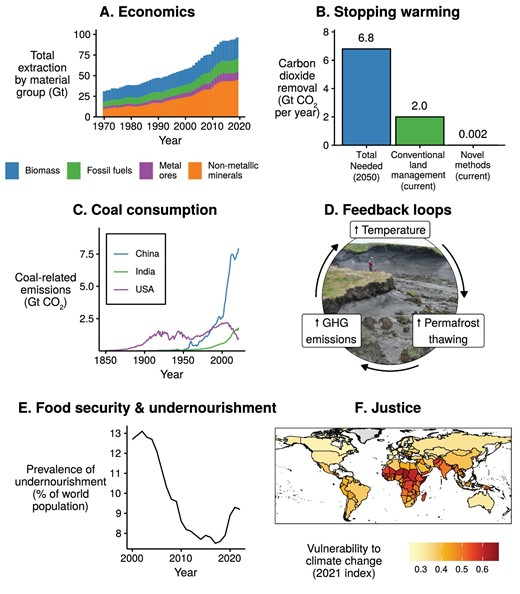 A. Economics
Total
extraction
by material
group (Gt)
100
75
50
25
0
1970 1980 1990 2000 2010 2020
Year
Biomass
Fossil fuels
Metal
ores
Non-metallic
minerals
B. Stopping warming
Carbon
dioxide
removal
(Gt CO2
per year)
8
6
4
2
0
6.8
2.0
0.002
Total
Needed
(2050)
Conventional
land
management
(current)
Novel
methods
(current)
C. Coal consumption
Coal-related
emissions
(Gt CO2)
7.5
5.0
2.5
China
India
USA
1850 1900 1950 2000
Year
D. Feedback loops
↑ Temperature
↑ GHG
emissions
↑ Permafrost
thawing
E. Food security & undernourishment
Prevalence of
undernourishment
(% of world
population)
13
12
11
10
9
8
2000 2010 2020
Year
F. Justice
Vulnerability to
climate change
(2021 index)
0.3 0.4 0.5 0.6